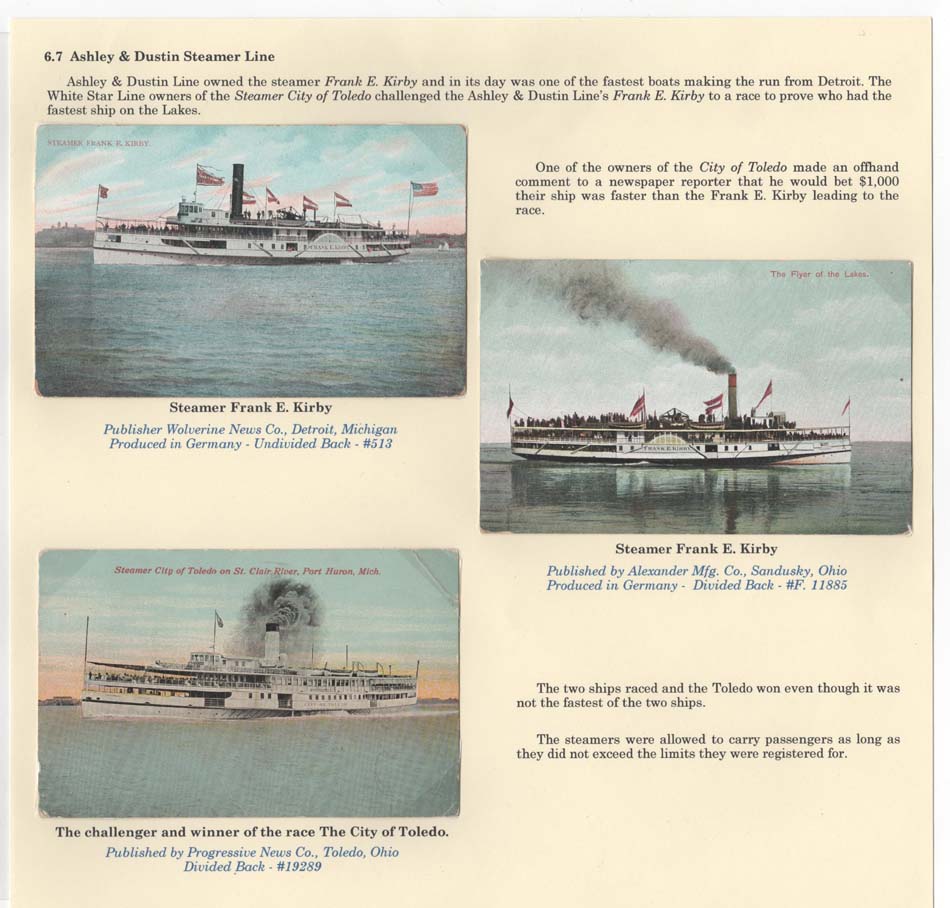 6.7 Ashley & Dustin Steamer Line
Ashley & Dustin Line owned the steamer Frank E. Kirby and in its day was one of the fastest boats making the run from Detroit. The
White Star Line owners of the Steamer City of Toledo challenged the Ashley & Dustin Line's Frank E. Kirby to a race to prove who had the
fastest ship on the Lakes.
STEAMER FRANK E. KIRBY.
FRANK E. KIRBY
Steamer Frank E. Kirby
Publisher Wolverine News Co., Detroit, Michigan
Produced in Germany - Undivided Back - #513
One of the owners of the City of Toledo made an offhand
comment to a newspaper reporter that he would bet $1,000
their ship was faster than the Frank E. Kirby leading to the
race.
The Flyer of the Lakes.
FRANK E. KIRBY
Steamer Frank E. Kirby
Published by Alexander Mfg. Co., Sandusky, Ohio
Produced in Germany - Divided Back - #F. 11885
Steamer City of Toledo on St. Clair River, Port Huron, Mich.
CITY OF TOLEDO
The challenger and winner of the race The City of Toledo.
Published by Progressive News Co., Toledo, Ohio
Divided Back - #19289
The two ships raced and the Toledo won even though it was
not the fastest of the two ships.
The steamers were allowed to carry passengers as long as
they did not exceed the limits they were registered for.